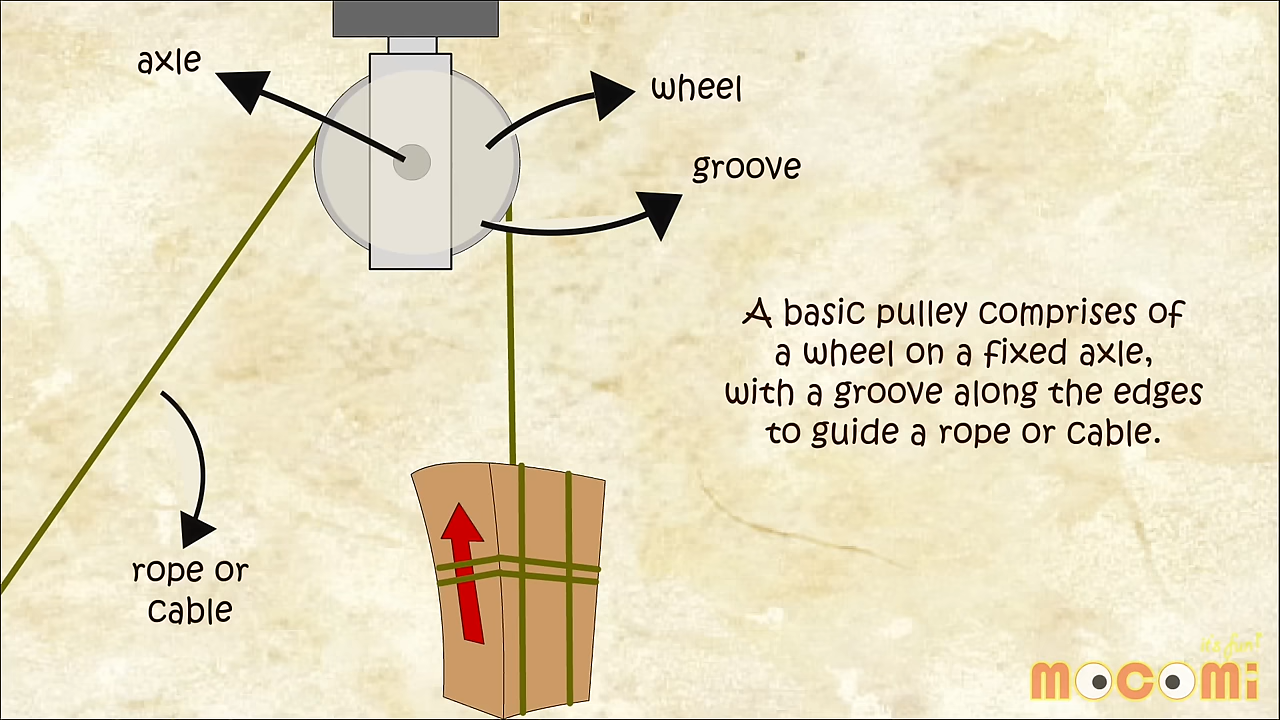 axle
wheel
groove
A basic pulley comprises of
a wheel on a fixed axle,
with a groove along the edges
to guide a rope or cable.
rope or
cable
it's fun!
mocomi